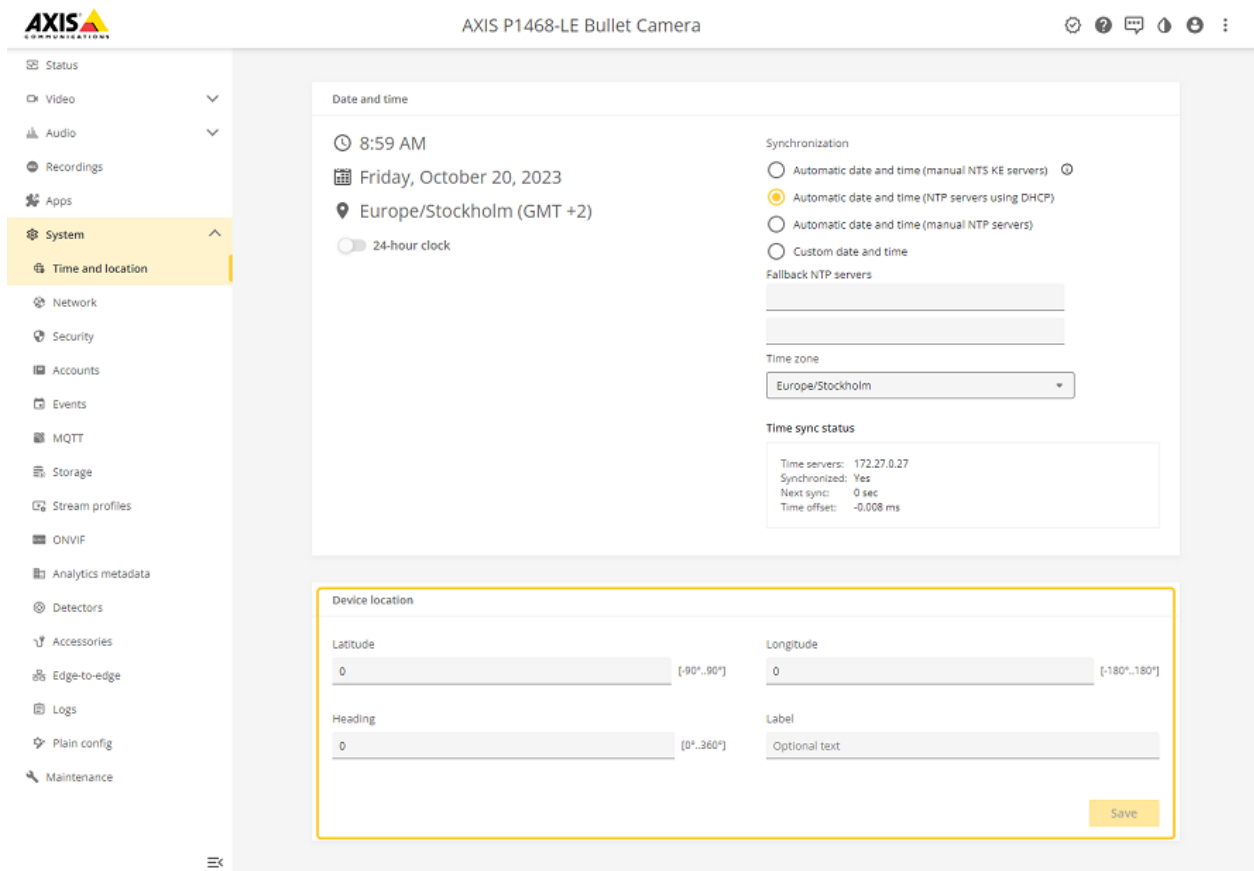 AXIS
COMMUNICATIONS
AXIS P1468-LE Bullet Camera
Status
Video
Audio
Recordings
Apps
System
Time and location
Network
Security
Accounts
Events
MQTT
Storage
Stream profiles
ONVIF
Analytics metadata
Detectors
Accessories
Edge-to-edge
Logs
Plain config
Maintenance
Date and time
8:59 AM
Friday, October 20, 2023
Europe/Stockholm (GMT +2)
24-hour clock
Synchronization
Automatic date and time (manual NTS KE servers)
Automatic date and time (NTP servers using DHCP)
Automatic date and time (manual NTP servers)
Custom date and time
Fallback NTP servers
Time zone
Europe/Stockholm
Time sync status
Time servers: 172.27.0.27
Synchronized: Yes
Next sync: 0 sec
Time offset: -0.008 ms
Device location
Latitude
0 [-90°..90°]
Longitude
0 [-180°..180°]
Heading
0 [0°..360°]
Label
Optional text
Save